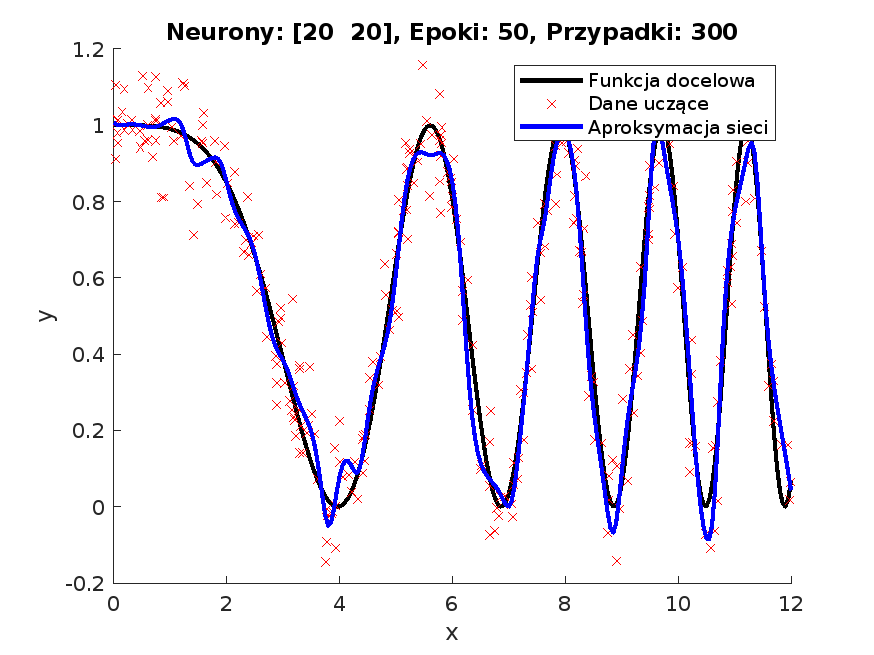 Neurony: [20  20], Epoki: 50, Przypadki: 300
Funkcja docelowa
Dane uczące
Aproksymacja sieci
1.2
1
0.8
0.6
0.4
0.2
0
-0.2
y
0 2 4 6 8 10 12
x